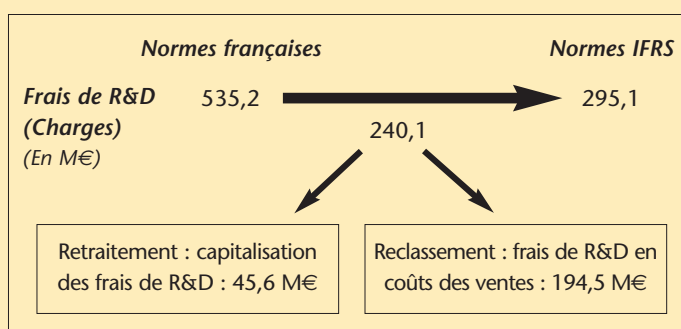 Normes françaises Normes IFRS
Frais de R&D 535,2 295,1
(Charges) 240,1
(En M€)
Retraitement : capitalisation
des frais de R&D : 45,6 M€
Reclassement : frais de R&D en
coûts des ventes : 194,5 M€